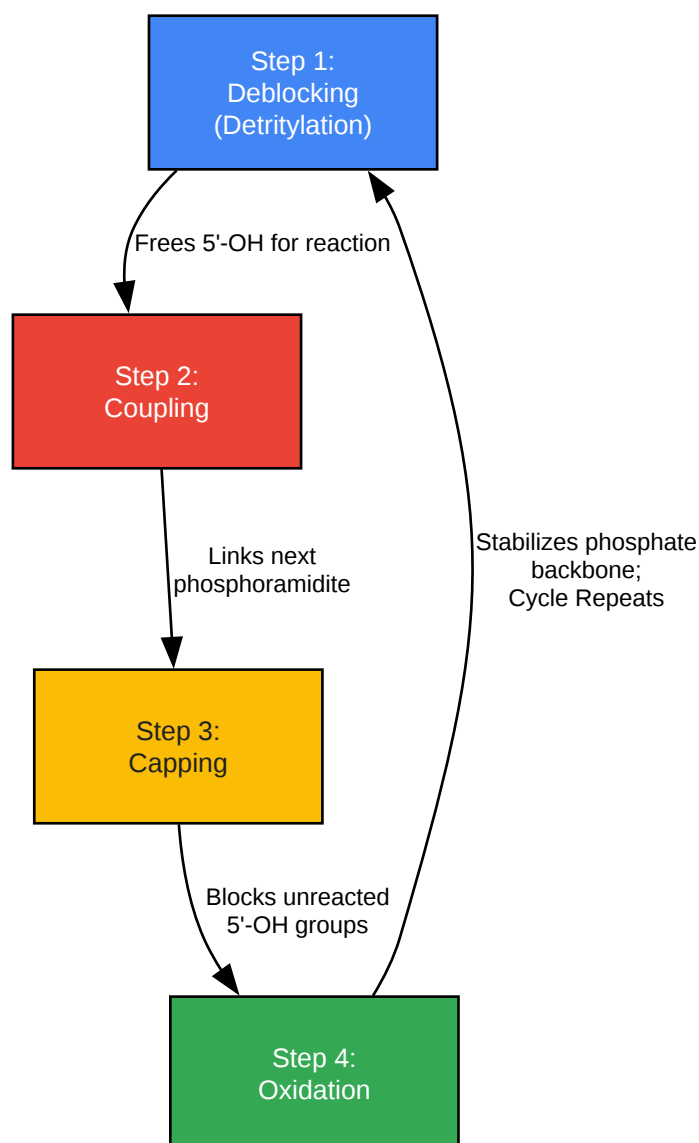 Step 1:
Deblocking
(Detritylation)
Frees 5'-OH for reaction
Step 2:
Coupling
Links next
phosphoramidite
Stabilizes phosphate
backbone;
Cycle Repeats
Step 3:
Capping
Blocks unreacted
5'-OH groups
Step 4:
Oxidation